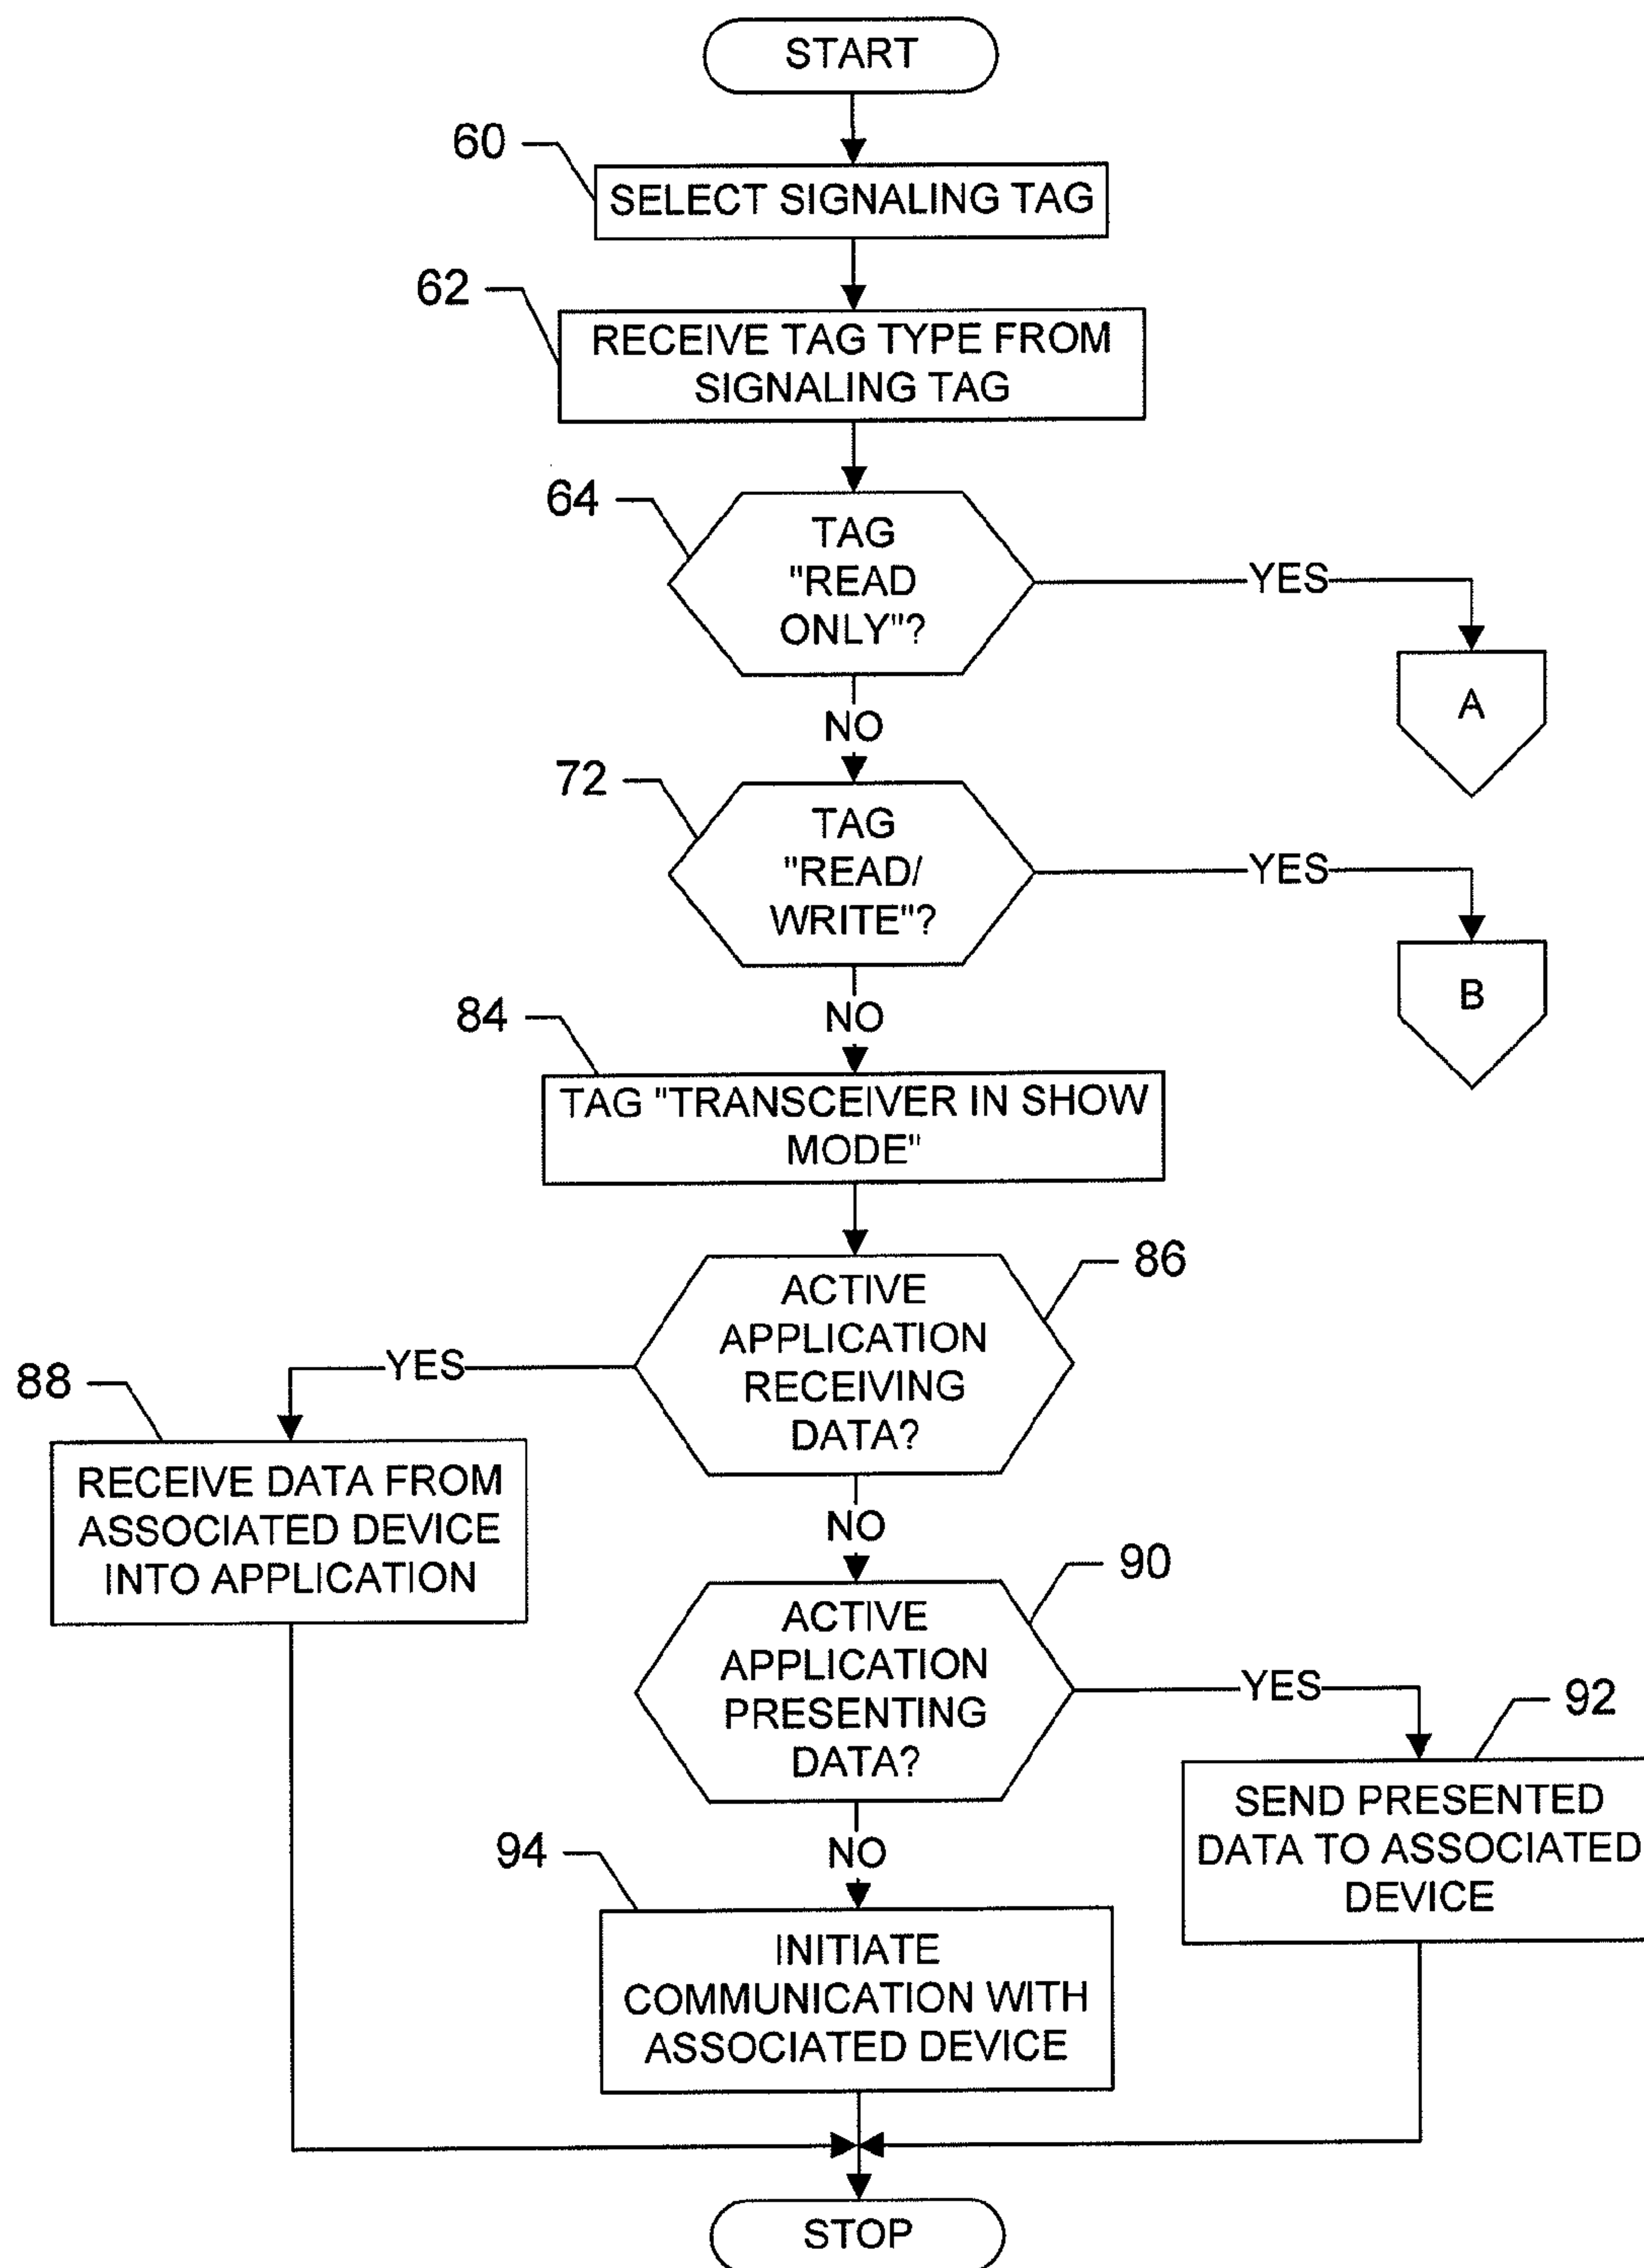 START
60
SELECT SIGNALING TAG
62
RECEIVE TAG TYPE FROM
SIGNALING TAG
64
TAG
"READ
ONLY"?
YES
A
NO
72
TAG
"READ/
WRITE"?
YES
B
NO
84
TAG "TRANSCEIVER IN SHOW
MODE"
86
ACTIVE
APPLICATION
RECEIVING
DATA?
YES
88
RECEIVE DATA FROM
ASSOCIATED DEVICE
INTO APPLICATION
NO
90
ACTIVE
APPLICATION
PRESENTING
DATA?
YES
92
SEND PRESENTED
DATA TO ASSOCIATED
DEVICE
NO
94
INITIATE
COMMUNICATION WITH
ASSOCIATED DEVICE
STOP